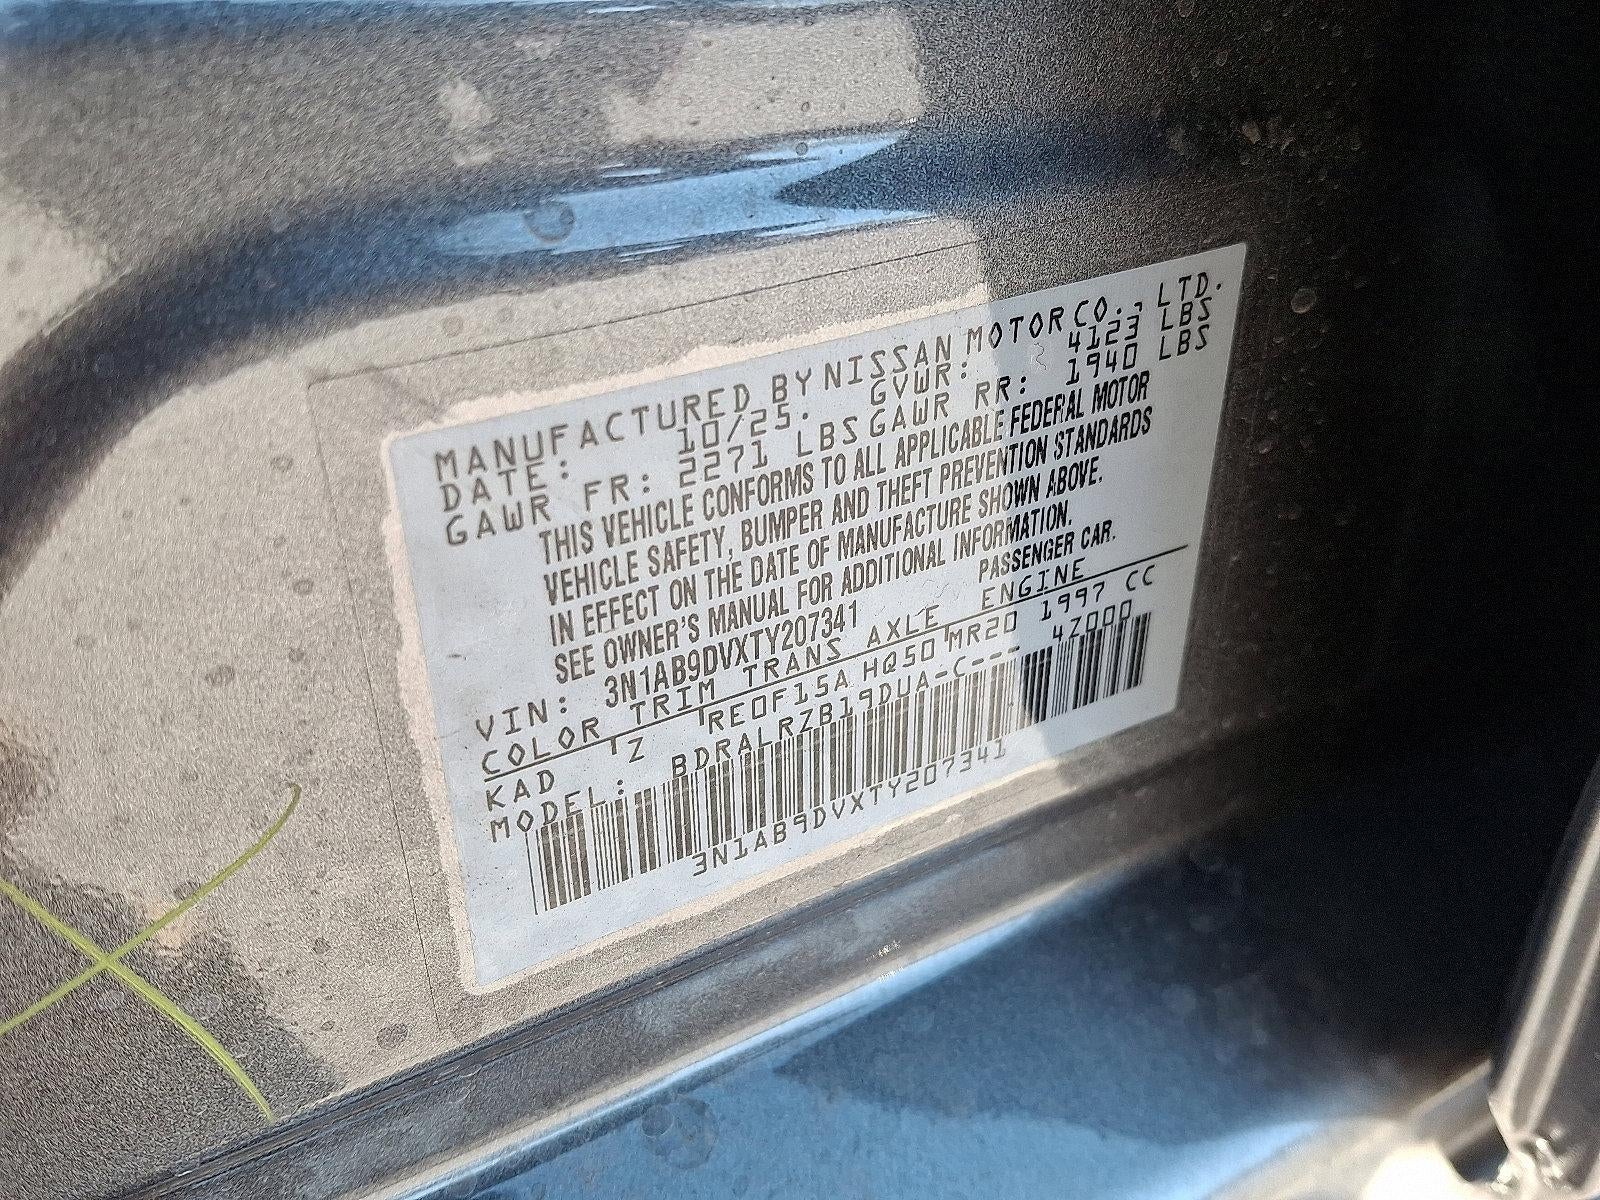 MANUFACTURED BY NISSAN MOTOR CO., LTD.
DATE: 10/25. GVWR: 4123 LBS
GAWR FR: 2271 LBS GAWR RR: 1940 LBS
THIS VEHICLE CONFORMS TO ALL APPLICABLE FEDERAL MOTOR
VEHICLE SAFETY, BUMPER AND THEFT PREVENTION STANDARDS
IN EFFECT ON THE DATE OF MANUFACTURE SHOWN ABOVE.
SEE OWNER'S MANUAL FOR ADDITIONAL INFORMATION.
VIN: 3N1AB9DVXTY207341 PASSENGER CAR.
COLOR TRIM TRANS AXLE ENGINE
KAD Z RE0F15A HQ50 MR20 1997 CC
MODEL: BDRALRZB19DUA-C--- 4Z000
3N1AB9DVXTY207341